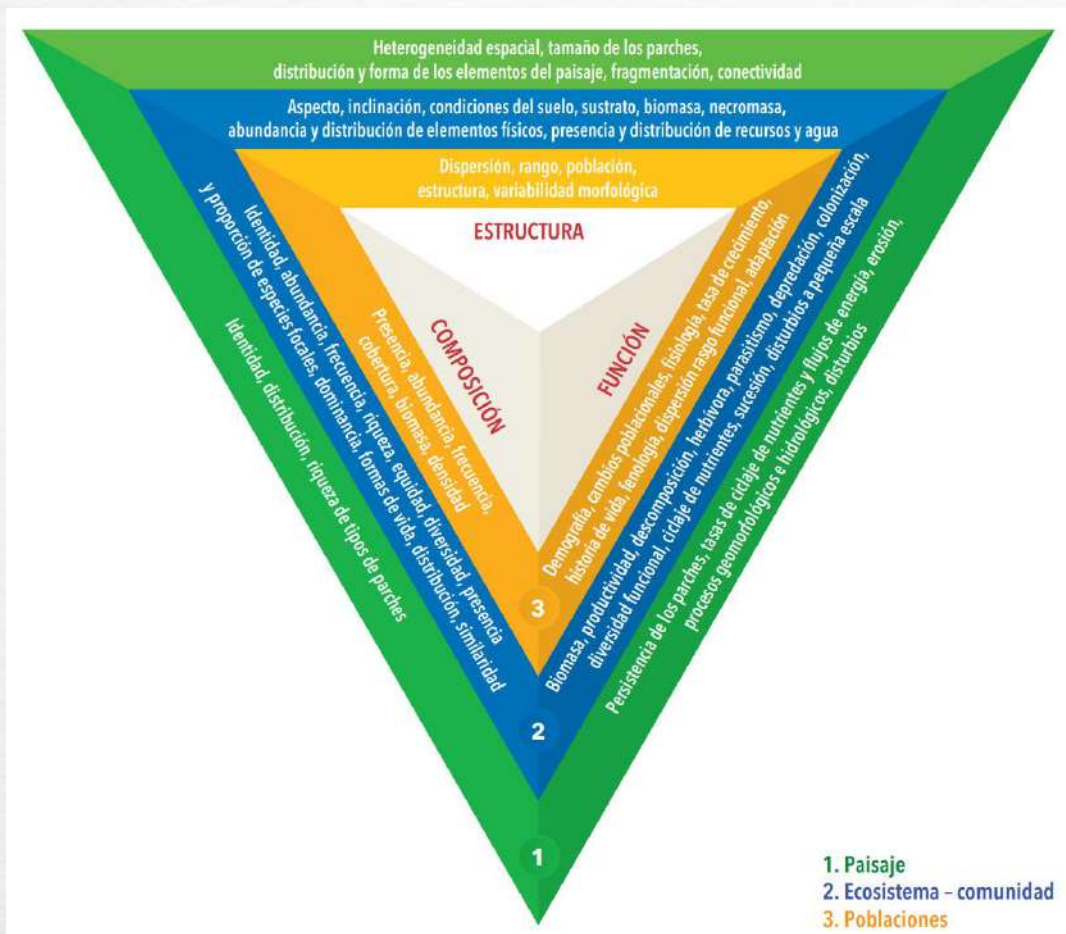 Heterogeneidad espacial, tamaño de los parches,
distribución y forma de los elementos del paisaje, fragmentación, conectividad
Aspecto, inclinación, condiciones del suelo, sustrato, biomasa, necromasa,
abundancia y distribución de elementos físicos, presencia y distribución de recursos y agua
Dispersión, rango, población,
estructura, variabilidad morfológica
ESTRUCTURA
COMPOSICIÓN
FUNCIÓN
Presencia, abundancia, frecuencia,
cobertura, biomasa, densidad
Identidad, abundancia, frecuencia, riqueza, equidad, diversidad, presencia
y proporción de especies focales, dominancia, formas de vida, distribución, similaridad
Identidad, distribución, riqueza de tipos de parches
Demografía, cambios poblacionales, fisiología, tasa de crecimiento,
historia de vida, fenología, dispersión rasgo funcional, adaptación
Biomasa, productividad, descomposición, herbívora, parasitismo, depredación, colonización,
diversidad funcional, ciclaje de nutrientes, sucesión, disturbios a pequeña escala
Persistencia de los parches, tasas de ciclaje de nutrientes y flujos de energía, erosión,
procesos geomorfológicos e hidrológicos, disturbios
3
2
1
1. Paisaje
2. Ecosistema – comunidad
3. Poblaciones